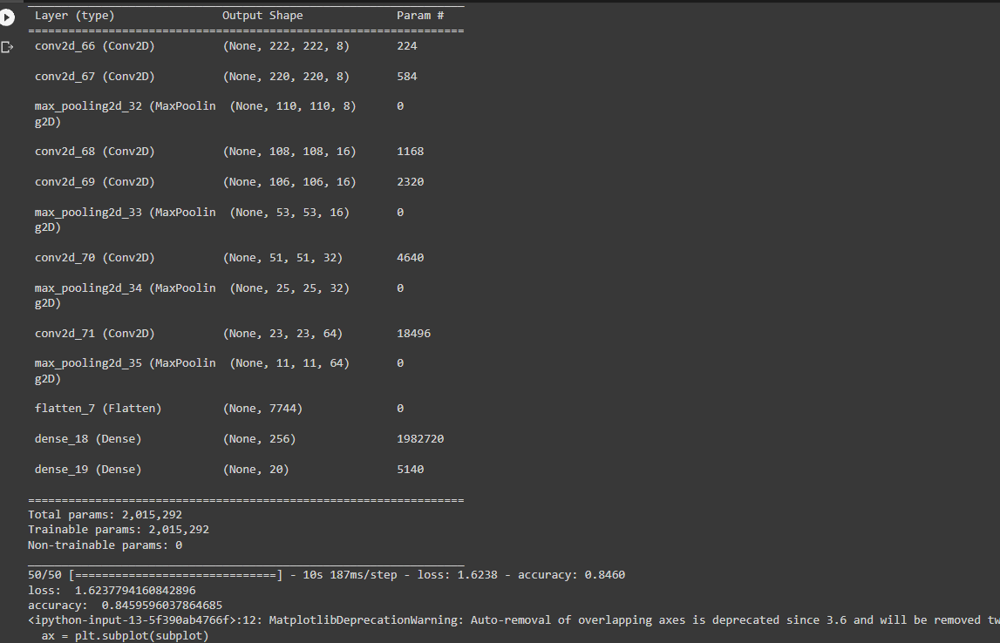 Layer (type) Output Shape Param #
=================================================================
conv2d_66 (Conv2D) (None, 222, 222, 8) 224
conv2d_67 (Conv2D) (None, 220, 220, 8) 584
max_pooling2d_32 (MaxPoolin (None, 110, 110, 8) 0
g2D)
conv2d_68 (Conv2D) (None, 108, 108, 16) 1168
conv2d_69 (Conv2D) (None, 106, 106, 16) 2320
max_pooling2d_33 (MaxPoolin (None, 53, 53, 16) 0
g2D)
conv2d_70 (Conv2D) (None, 51, 51, 32) 4640
max_pooling2d_34 (MaxPoolin (None, 25, 25, 32) 0
g2D)
conv2d_71 (Conv2D) (None, 23, 23, 64) 18496
max_pooling2d_35 (MaxPoolin (None, 11, 11, 64) 0
g2D)
flatten_7 (Flatten) (None, 7744) 0
dense_18 (Dense) (None, 256) 1982720
dense_19 (Dense) (None, 20) 5140
=================================================================
Total params: 2,015,292
Trainable params: 2,015,292
Non-trainable params: 0
_________________________________________________________________
50/50 [==============================] - 10s 187ms/step - loss: 1.6238 - accuracy: 0.8460
loss: 1.6237794160842896
accuracy: 0.8459596037864685
<ipython-input-13-5f390ab4766f>:12: MatplotlibDeprecationWarning: Auto-removal of overlapping axes is deprecated since 3.6 and will be removed tw
ax = plt.subplot(subplot)